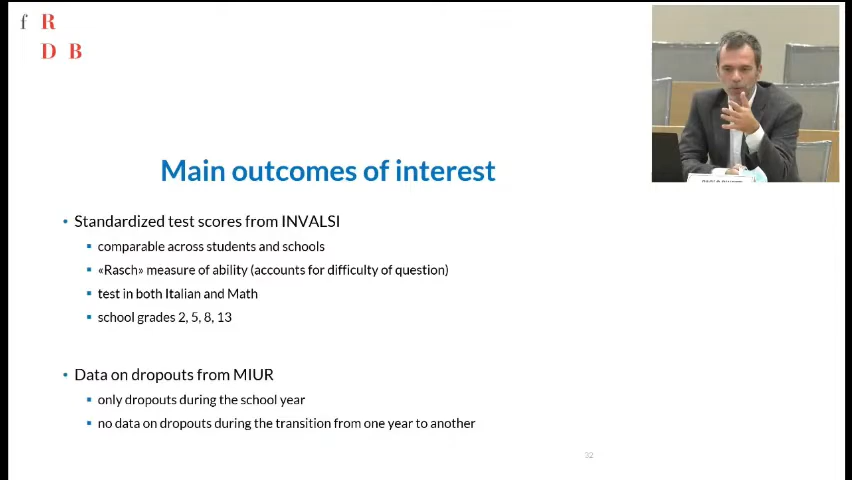 f R
D B
Main outcomes of interest
• Standardized test scores from INVALSI
▪ comparable across students and schools
▪ «Rasch» measure of ability (accounts for difficulty of question)
▪ test in both Italian and Math
▪ school grades 2, 5, 8, 13
• Data on dropouts from MIUR
▪ only dropouts during the school year
▪ no data on dropouts during the transition from one year to another
32